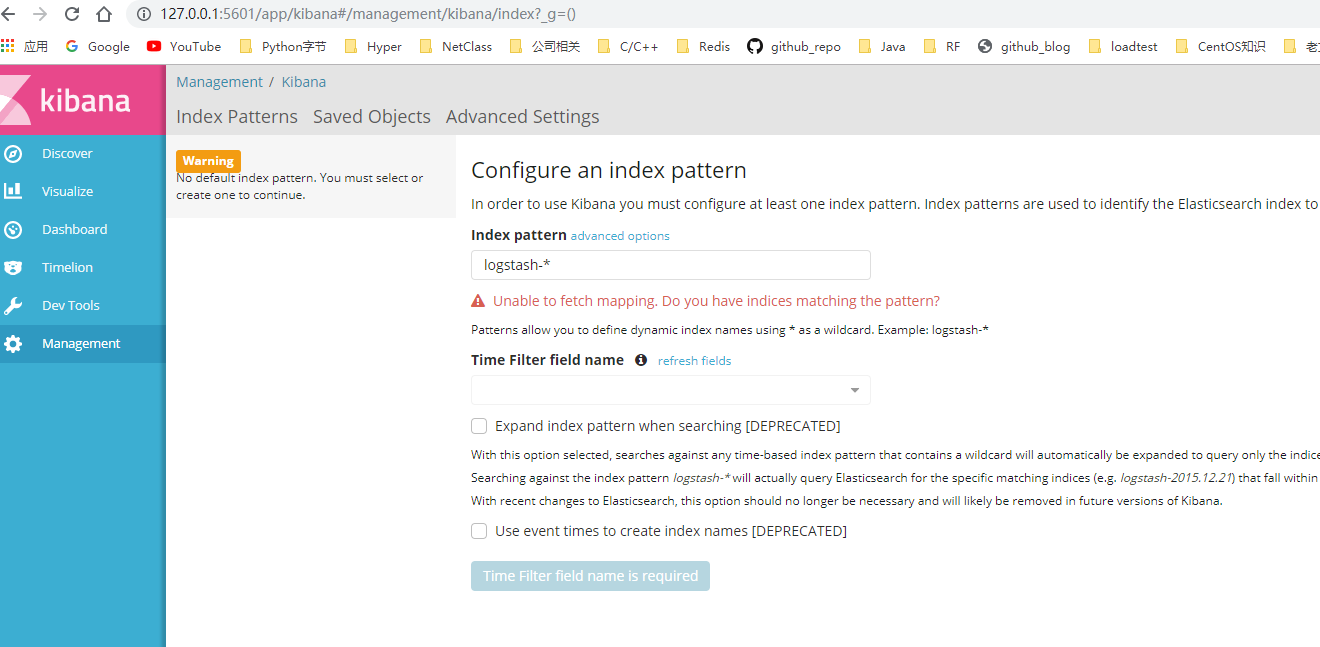 127.0.0.1:5601/app/kibana#/management/kibana/index?_g=()
应用 Google YouTube Python字节 Hyper NetClass 公司相关 C/C++ Redis github_repo Java RF github_blog loadtest CentOS知识
kibana
Discover
Visualize
Dashboard
Timelion
Dev Tools
Management
Management / Kibana
Index Patterns Saved Objects Advanced Settings
Warning
No default index pattern. You must select or
create one to continue.
Configure an index pattern
In order to use Kibana you must configure at least one index pattern. Index patterns are used to identify the Elasticsearch index to
Index pattern advanced options
logstash-*
Unable to fetch mapping. Do you have indices matching the pattern?
Patterns allow you to define dynamic index names using * as a wildcard. Example: logstash-*
Time Filter field name refresh fields
Expand index pattern when searching [DEPRECATED]
With this option selected, searches against any time-based index pattern that contains a wildcard will automatically be expanded to query only the indice
Searching against the index pattern logstash-* will actually query Elasticsearch for the specific matching indices (e.g. logstash-2015.12.21) that fall within
With recent changes to Elasticsearch, this option should no longer be necessary and will likely be removed in future versions of Kibana.
Use event times to create index names [DEPRECATED]
Time Filter field name is required